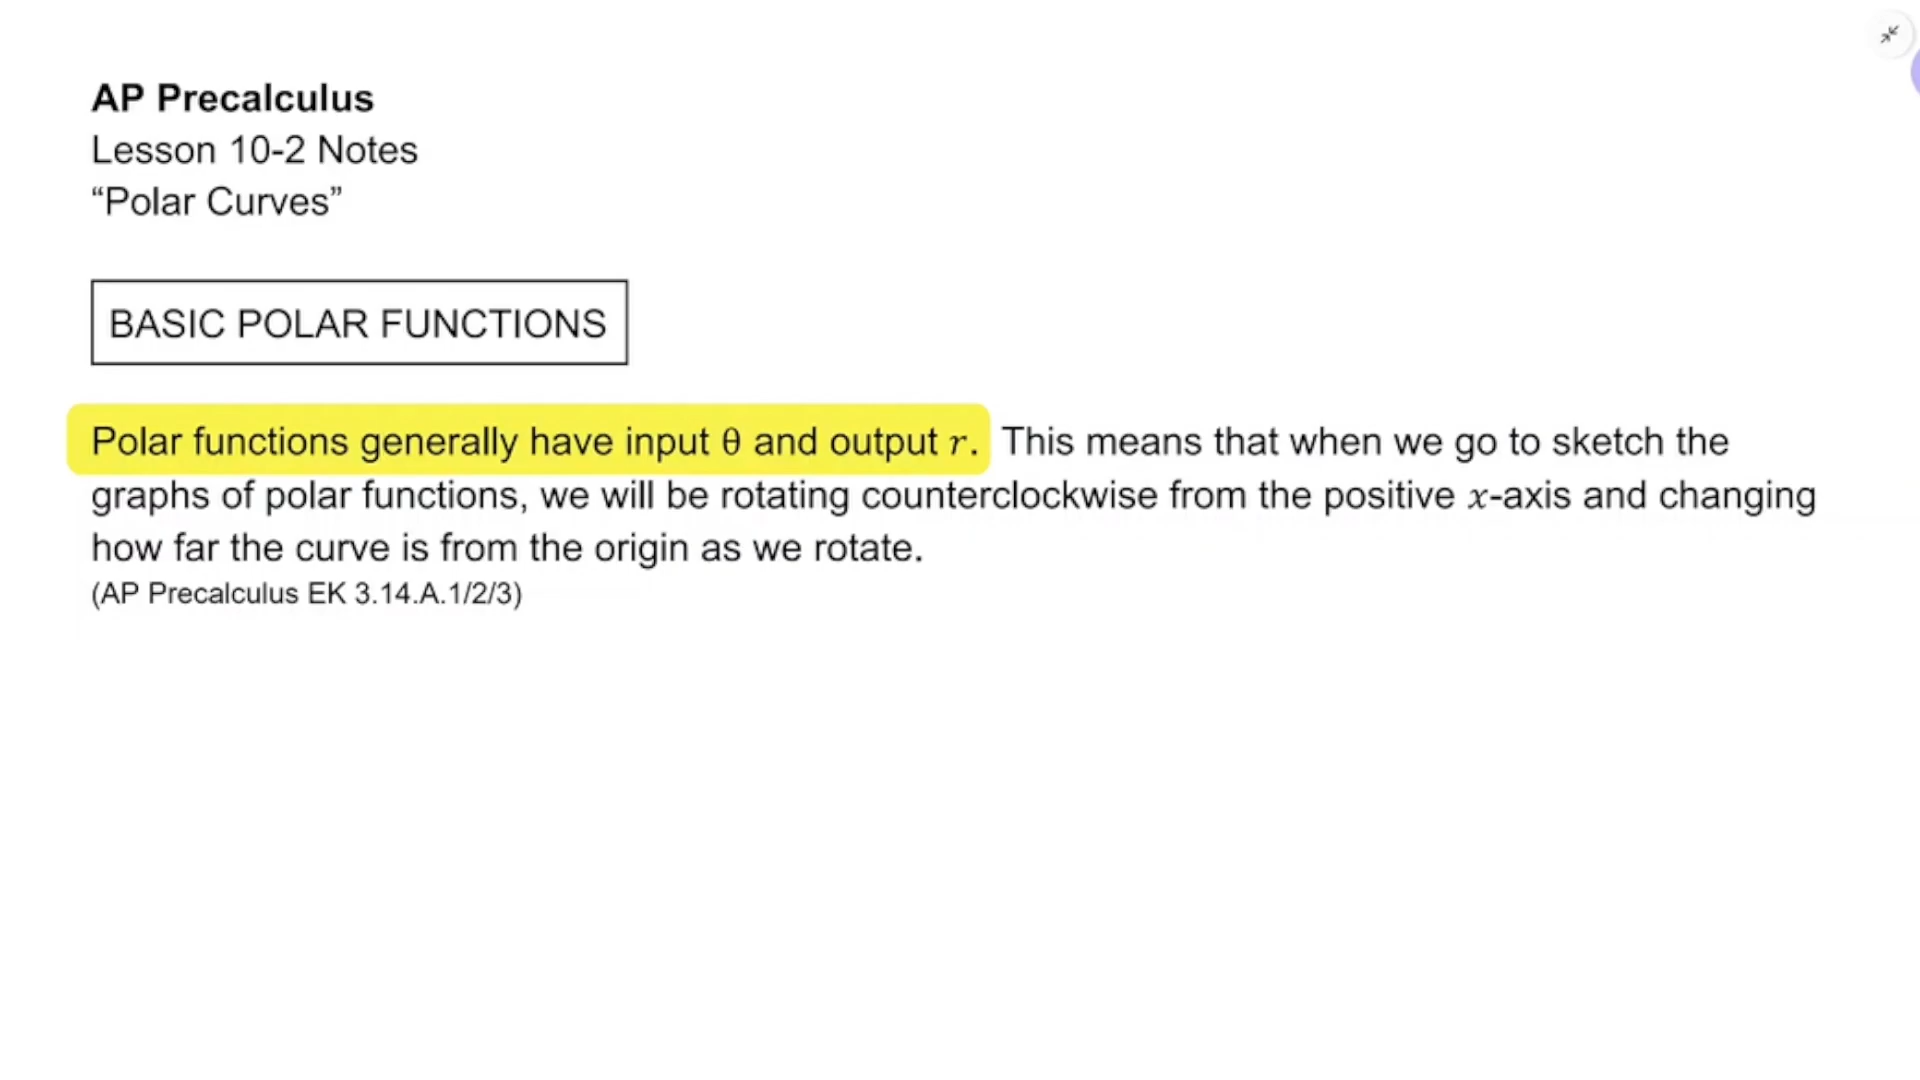 AP Precalculus
Lesson 10-2 Notes
“Polar Curves”
BASIC POLAR FUNCTIONS
Polar functions generally have input θ and output r. This means that when we go to sketch the
graphs of polar functions, we will be rotating counterclockwise from the positive x-axis and changing
how far the curve is from the origin as we rotate.
(AP Precalculus EK 3.14.A.1/2/3)